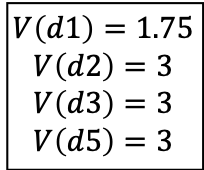 V(d1) = 1.75
V(d2) = 3
V(d3) = 3
V(d5) = 3